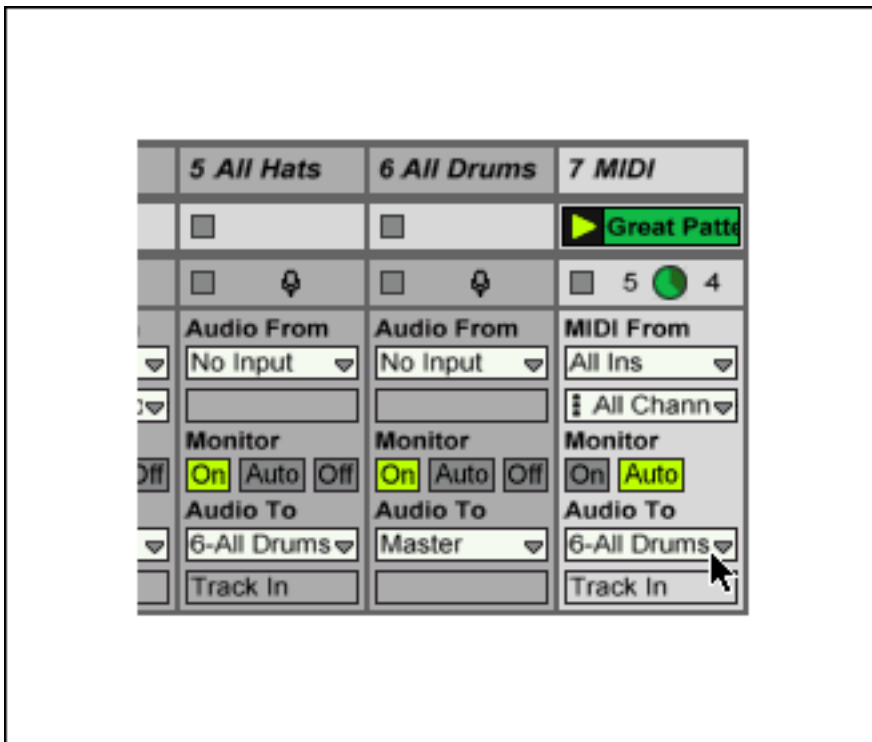 5 All Hats
6 All Drums
7 MIDI
Great Patte
5 4
Audio From
Audio From
MIDI From
No Input
No Input
All Ins
All Chann
Monitor
Monitor
Monitor
Off
On Auto Off
On Auto Off
On Auto
Audio To
Audio To
Audio To
6-All Drums
Master
6-All Drums
Track In
Track In